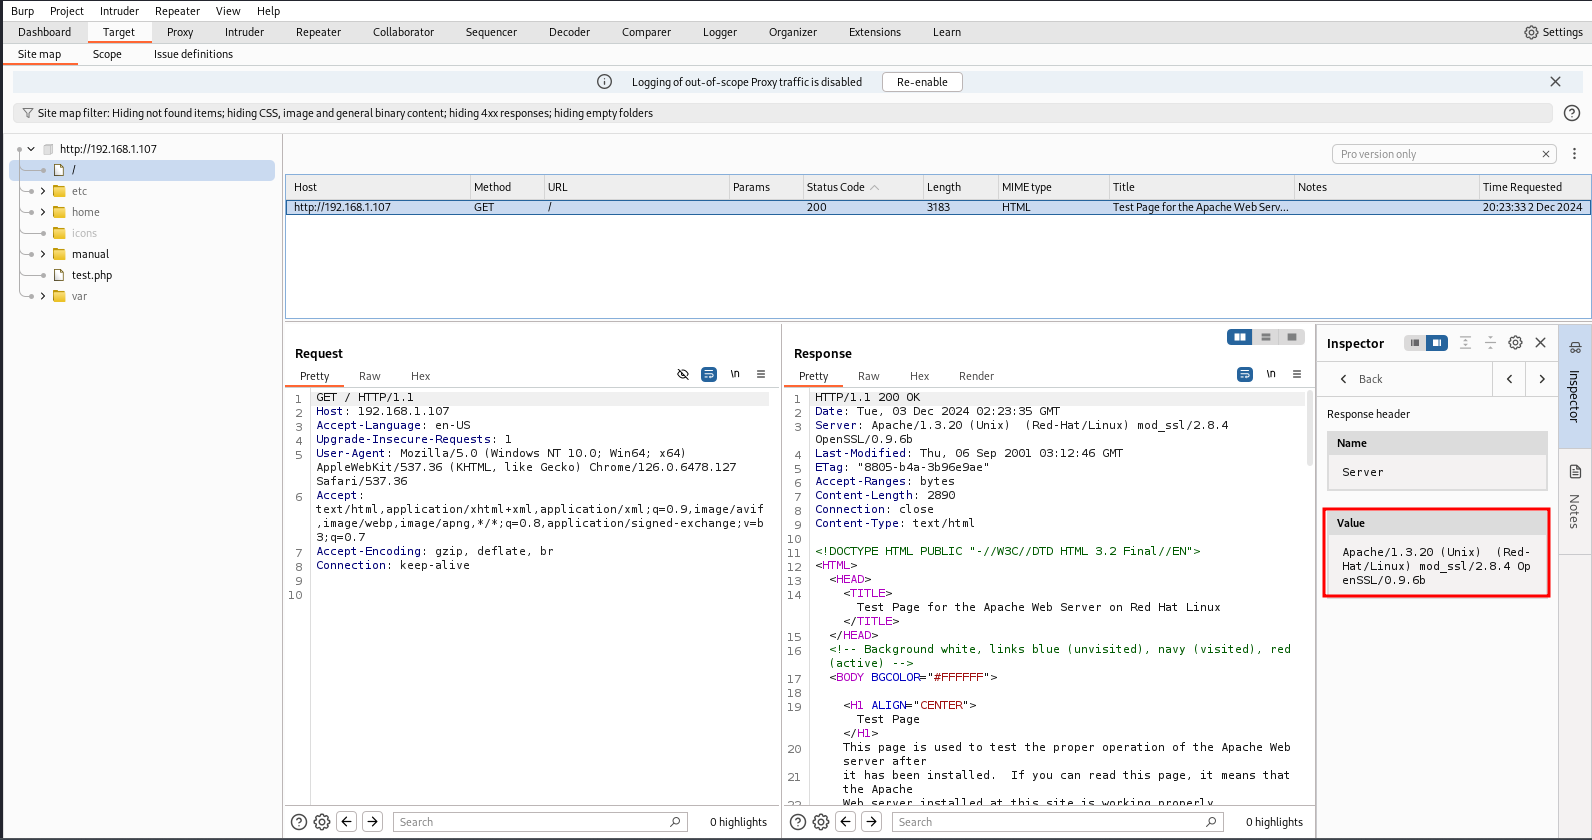 Burp Project Intruder Repeater View Help
Dashboard Target Proxy Intruder Repeater Collaborator Sequencer Decoder Comparer Logger Organizer Extensions Learn Settings
Site map Scope Issue definitions
Logging of out-of-scope Proxy traffic is disabled Re-enable
Site map filter: Hiding not found items; hiding CSS, image and general binary content; hiding 4xx responses; hiding empty folders
http://192.168.1.107
/
etc
home
icons
manual
test.php
var
Pro version only
Host Method URL Params Status Code Length MIME type Title Notes Time Requested
http://192.168.1.107 GET / 200 3183 HTML Test Page for the Apache Web Serv... 20:23:33 2 Dec 2024
Request
Pretty Raw Hex \n
1 GET / HTTP/1.1
2 Host: 192.168.1.107
3 Accept-Language: en-US
4 Upgrade-Insecure-Requests: 1
5 User-Agent: Mozilla/5.0 (Windows NT 10.0; Win64; x64)
AppleWebKit/537.36 (KHTML, like Gecko) Chrome/126.0.6478.127
Safari/537.36
6 Accept:
text/html,application/xhtml+xml,application/xml;q=0.9,image/avif
,image/webp,image/apng,*/*;q=0.8,application/signed-exchange;v=b
3;q=0.7
7 Accept-Encoding: gzip, deflate, br
8 Connection: keep-alive
9
10
Search 0 highlights
Response
Pretty Raw Hex Render \n
1 HTTP/1.1 200 OK
2 Date: Tue, 03 Dec 2024 02:23:35 GMT
3 Server: Apache/1.3.20 (Unix)  (Red-Hat/Linux) mod_ssl/2.8.4
OpenSSL/0.9.6b
4 Last-Modified: Thu, 06 Sep 2001 03:12:46 GMT
5 ETag: "8805-b4a-3b96e9ae"
6 Accept-Ranges: bytes
7 Content-Length: 2890
8 Connection: close
9 Content-Type: text/html
10
11 <!DOCTYPE HTML PUBLIC "-//W3C//DTD HTML 3.2 Final//EN">
12 <HTML>
13 <HEAD>
14 <TITLE>
Test Page for the Apache Web Server on Red Hat Linux
</TITLE>
15 </HEAD>
16 <!-- Background white, links blue (unvisited), navy (visited), red
(active) -->
17 <BODY BGCOLOR="#FFFFFF">
18
19 <H1 ALIGN="CENTER">
Test Page
</H1>
20 This page is used to test the proper operation of the Apache Web
server after
21 it has been installed.  If you can read this page, it means that
the Apache
22 Web server installed at this site is working properly.
Search 0 highlights
Inspector
Back
Response header
Name
Server
Value
Apache/1.3.20 (Unix)  (Red-
Hat/Linux) mod_ssl/2.8.4 Op
enSSL/0.9.6b
Inspector
Notes